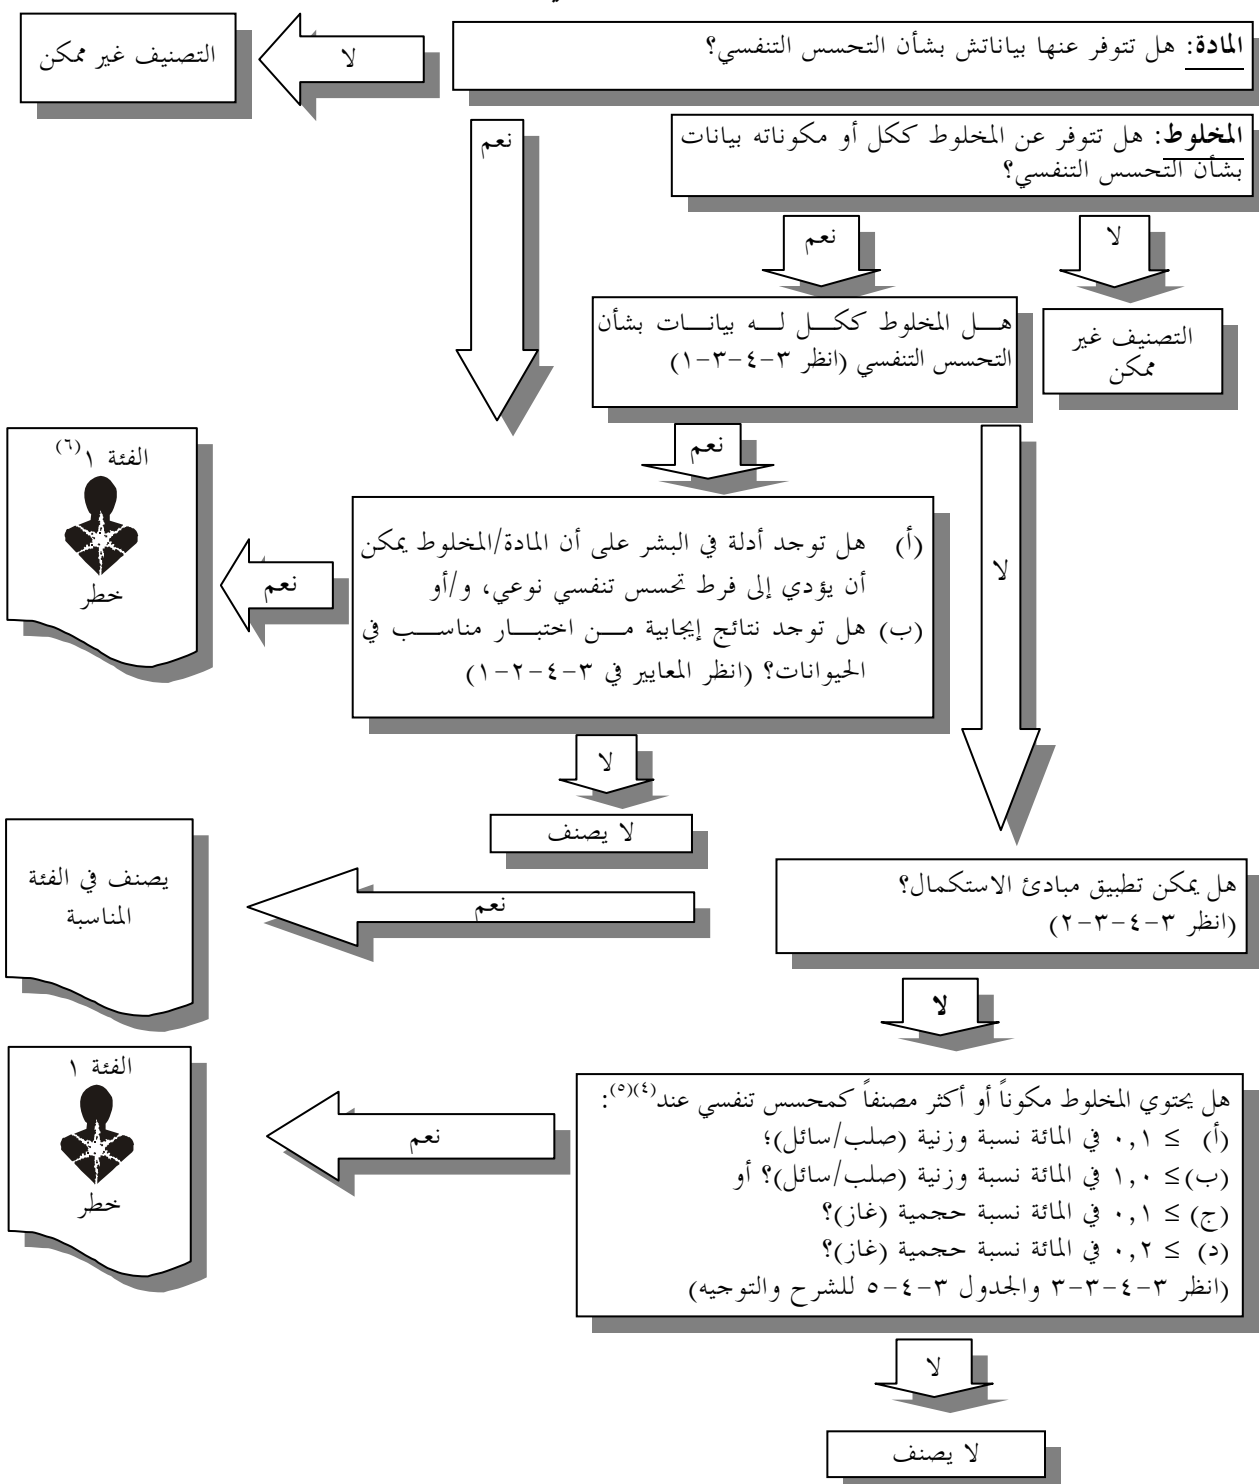 المادة: هل تتوفر عنها بياناتش بشأن التحسس التنفسي؟
لا
التصنيف غير ممكن
نعم
المخلوط: هل تتوفر عن المخلوط ككل أو مكوناته بيانات
بشأن التحسس التنفسي؟
لا
نعم
التصنيف غير
ممكن
هـــل المخلوط ككـــل لـــه بيانـــات بشأن
التحسس التنفسي (انظر ٣-٤-٣-١)
نعم
لا
(أ) هل توجد أدلة في البشر على أن المادة/المخلوط يمكن
أن يؤدي إلى فرط تحسس تنفسي نوعي، و/أو
(ب) هل توجد نتائج إيجابية مـــن اختبـــار مناســـب في
الحيوانات؟ (انظر المعايير في ٣-٤-٢-١)
نعم
الفئة ١(٦)
خطر
لا
لا يصنف
هل يمكن تطبيق مبادئ الاستكمال؟
(انظر ٣-٤-٣-٢)
نعم
يصنف في الفئة
المناسبة
لا
هل يحتوي المخلوط مكوناً أو أكثر مصنفاً كمحسس تنفسي عند(٤)(٥):
(أ) ≤ ٠,١ في المائة نسبة وزنية (صلب/سائل)؛
(ب) ≤ ١,٠ في المائة نسبة وزنية (صلب/سائل)؟ أو
(ج) ≤ ٠,١ في المائة نسبة حجمية (غاز)؟
(د) ≤ ٠,٢ في المائة نسبة حجمية (غاز)؟
(انظر ٣-٤-٣-٣ والجدول ٣-٤-٥ للشرح والتوجيه)
نعم
الفئة ١
خطر
لا
لا يصنف